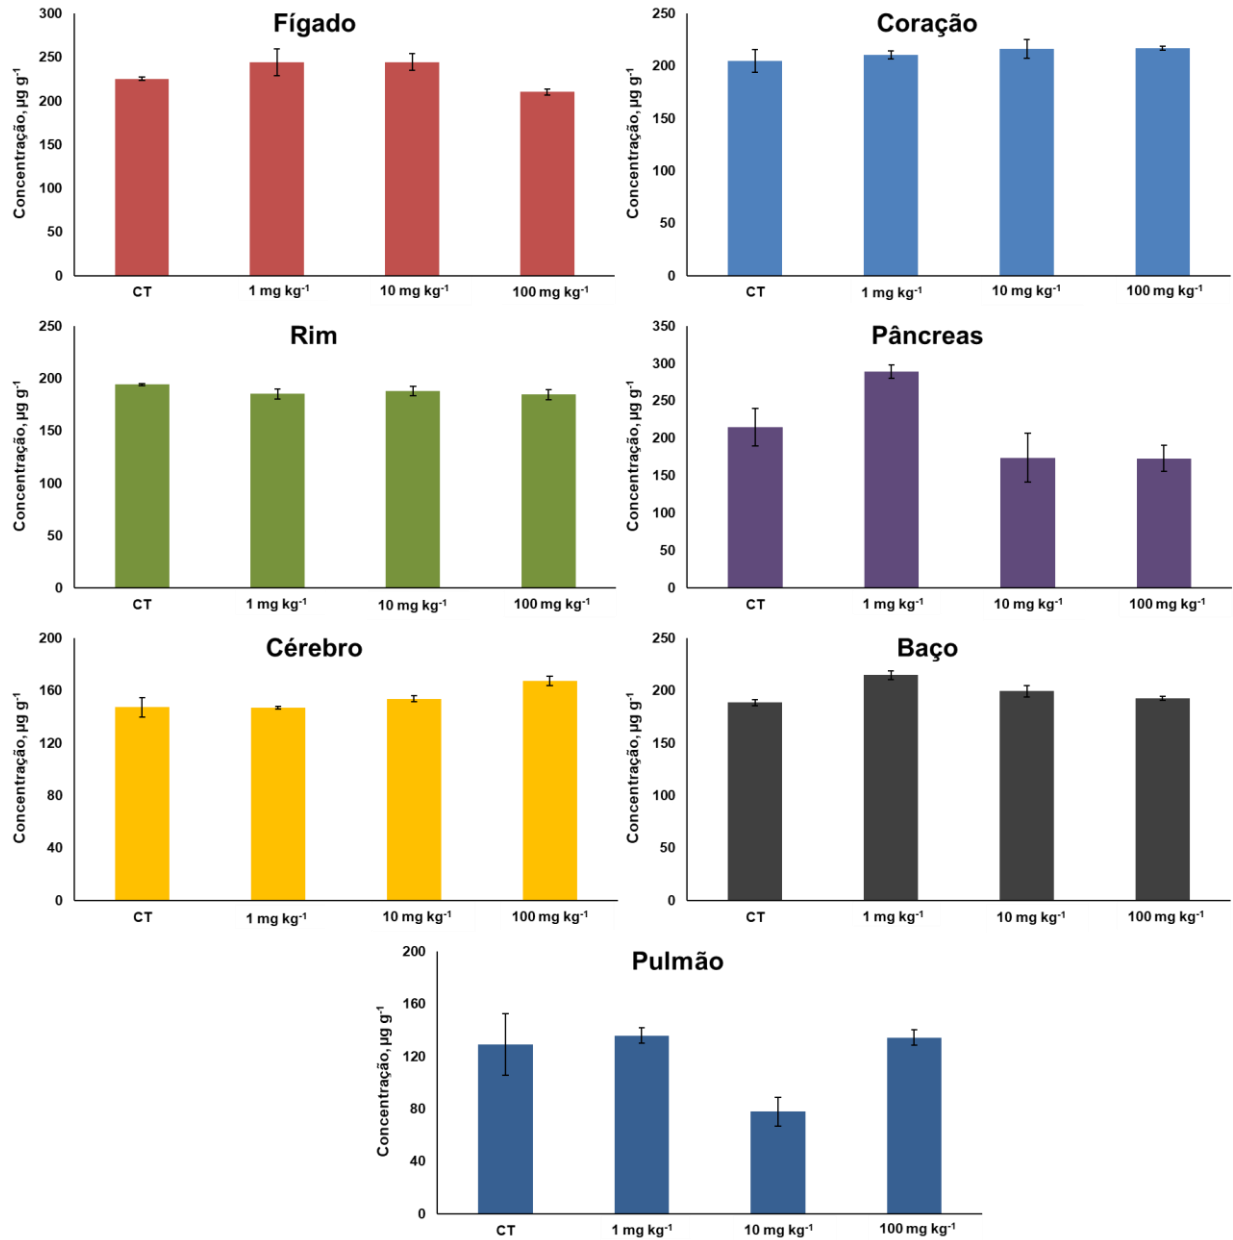 Fígado
Concentração, µg g⁻¹
300
250
200
150
100
50
0
CT
1 mg kg⁻¹
10 mg kg⁻¹
100 mg kg⁻¹
Coração
Concentração, µg g⁻¹
250
200
150
100
50
0
CT
1 mg kg⁻¹
10 mg kg⁻¹
100 mg kg⁻¹
Rim
Concentração, µg g⁻¹
250
200
150
100
50
0
CT
1 mg kg⁻¹
10 mg kg⁻¹
100 mg kg⁻¹
Pâncreas
Concentração, µg g⁻¹
350
300
250
200
150
100
50
0
CT
1 mg kg⁻¹
10 mg kg⁻¹
100 mg kg⁻¹
Cérebro
Concentração, µg g⁻¹
200
160
120
80
40
0
CT
1 mg kg⁻¹
10 mg kg⁻¹
100 mg kg⁻¹
Baço
Concentração, µg g⁻¹
250
200
150
100
50
0
CT
1 mg kg⁻¹
10 mg kg⁻¹
100 mg kg⁻¹
Pulmão
Concentração, µg g⁻¹
200
160
120
80
40
0
CT
1 mg kg⁻¹
10 mg kg⁻¹
100 mg kg⁻¹